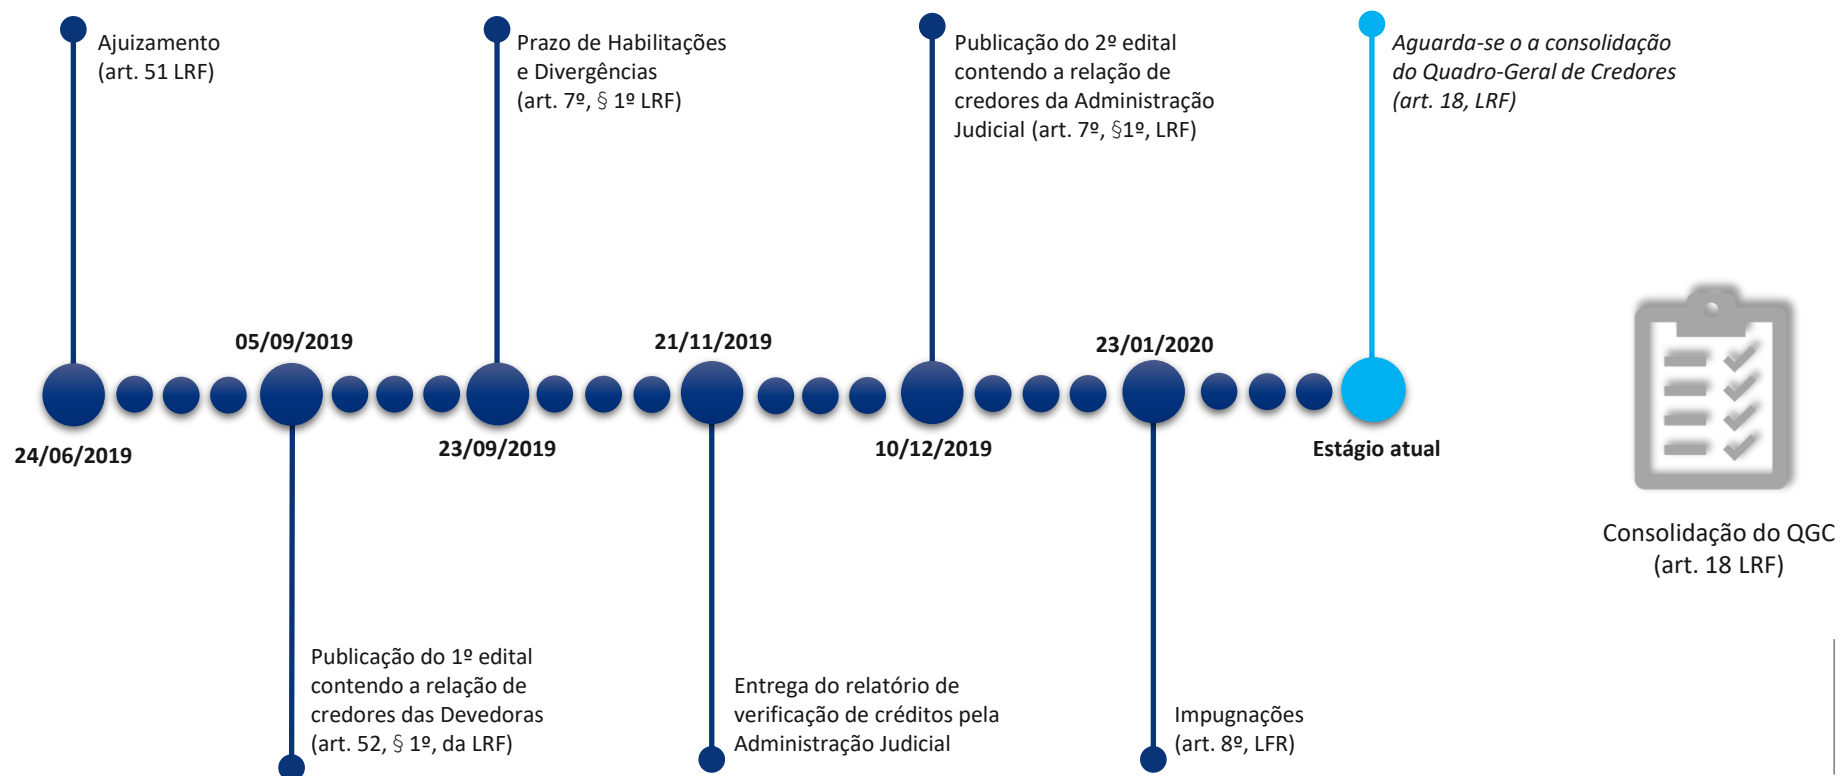 Ajuizamento
(art. 51 LRF)
Prazo de Habilitações
e Divergências
(art. 7º, § 1º LRF)
Publicação do 2º edital
contendo a relação de
credores da Administração
Judicial (art. 7º, §1º, LRF)
Aguarda-se o a consolidação
do Quadro-Geral de Credores
(art. 18, LRF)
05/09/2019
21/11/2019
23/01/2020
24/06/2019
23/09/2019
10/12/2019
Estágio atual
Consolidação do QGC
(art. 18 LRF)
Publicação do 1º edital
contendo a relação de
credores das Devedoras
(art. 52, § 1º, da LRF)
Entrega do relatório de
verificação de créditos pela
Administração Judicial
Impugnações
(art. 8º, LFR)